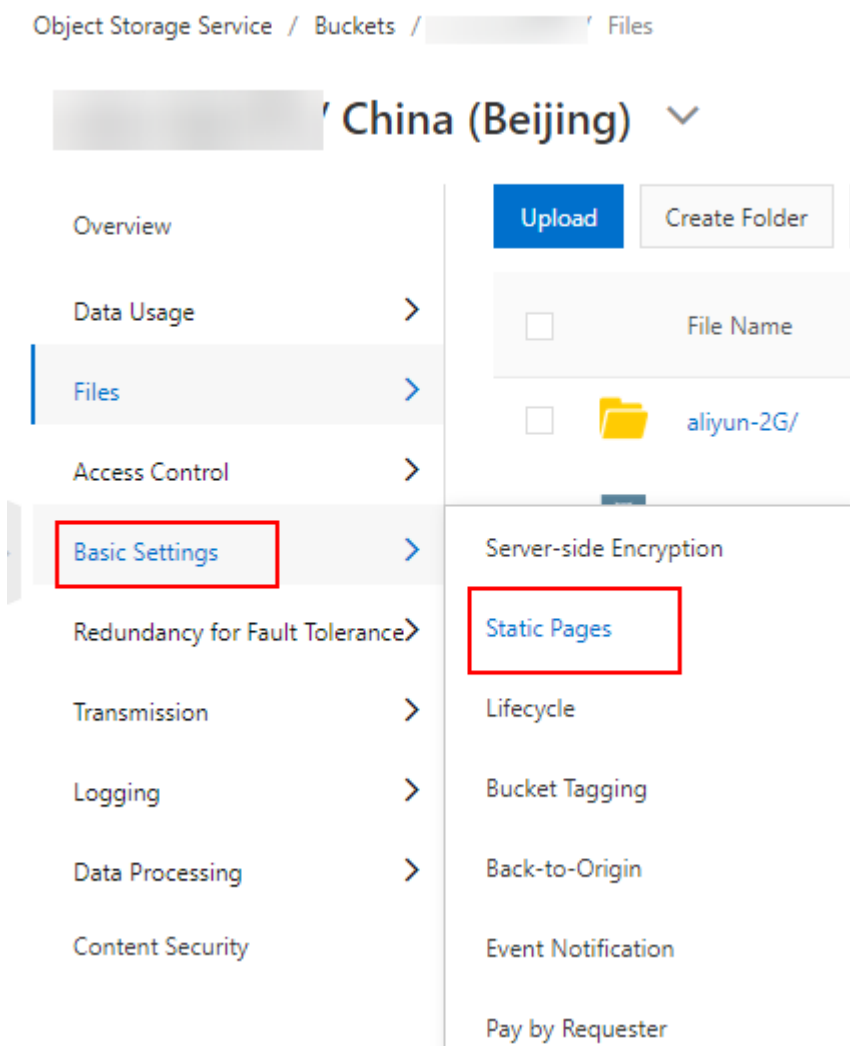 Object Storage Service / Buckets / / Files
/ China (Beijing)
Overview
Data Usage
Files
Access Control
Basic Settings
Redundancy for Fault Tolerance
Transmission
Logging
Data Processing
Content Security
Upload
Create Folder
File Name
aliyun-2G/
Server-side Encryption
Static Pages
Lifecycle
Bucket Tagging
Back-to-Origin
Event Notification
Pay by Requester